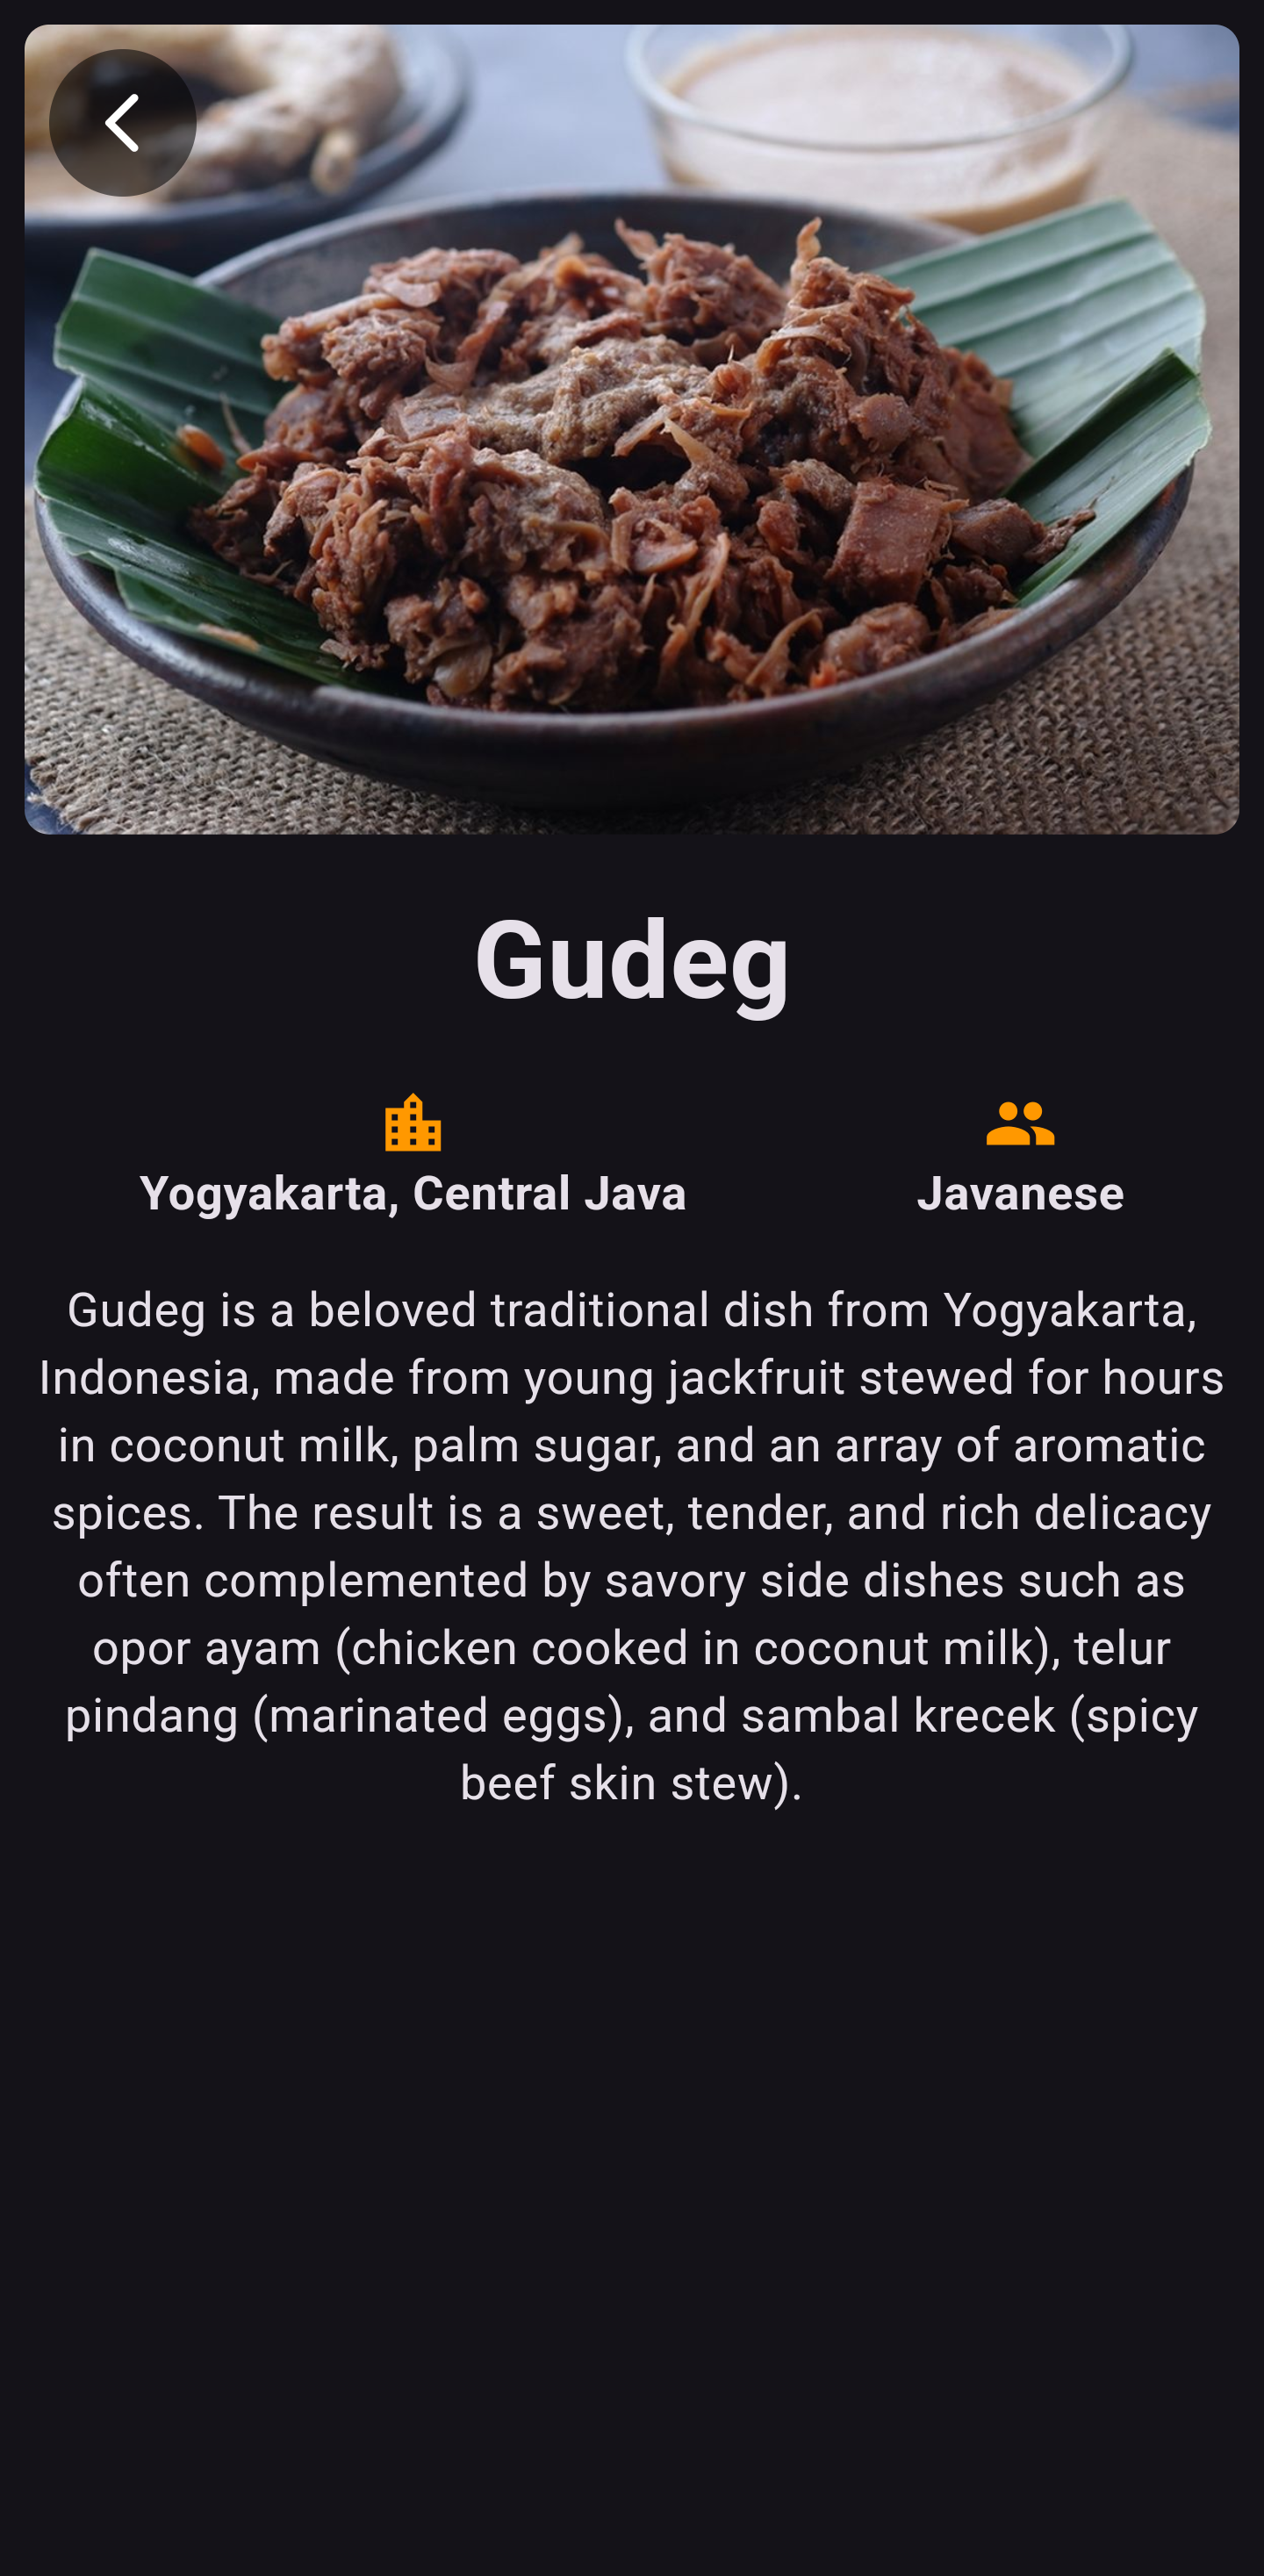 Gudeg
Yogyakarta, Central Java
Javanese
Gudeg is a beloved traditional dish from Yogyakarta,
Indonesia, made from young jackfruit stewed for hours
in coconut milk, palm sugar, and an array of aromatic
spices. The result is a sweet, tender, and rich delicacy
often complemented by savory side dishes such as
opor ayam (chicken cooked in coconut milk), telur
pindang (marinated eggs), and sambal krecek (spicy
beef skin stew).